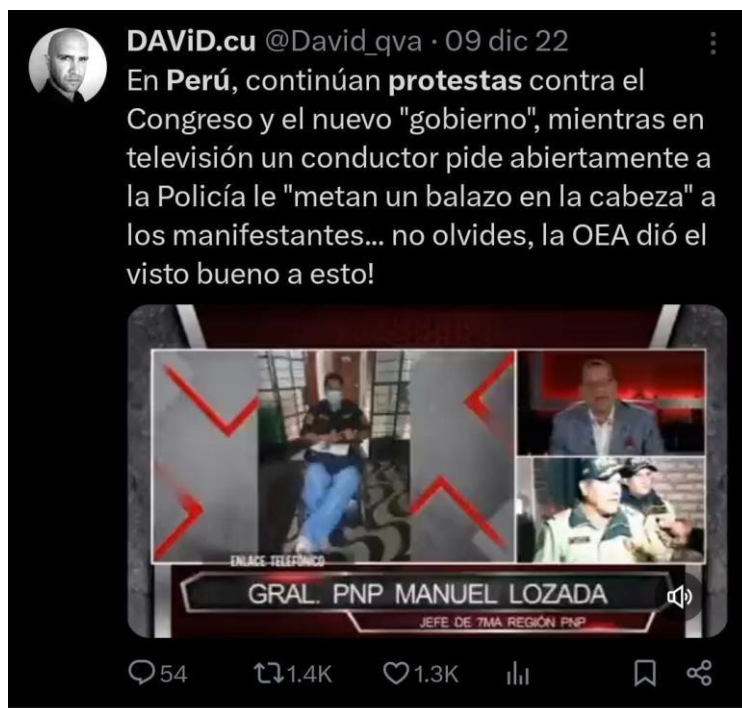 DAViD.cu @David_qva · 09 dic 22
En Perú, continúan protestas contra el
Congreso y el nuevo "gobierno", mientras en
televisión un conductor pide abiertamente a
la Policía le "metan un balazo en la cabeza" a
los manifestantes... no olvides, la OEA dió el
visto bueno a esto!
ENLACE TELEFÓNICO
GRAL. PNP MANUEL LOZADA
JEFE DE 7MA REGIÓN PNP
54 1.4K 1.3K